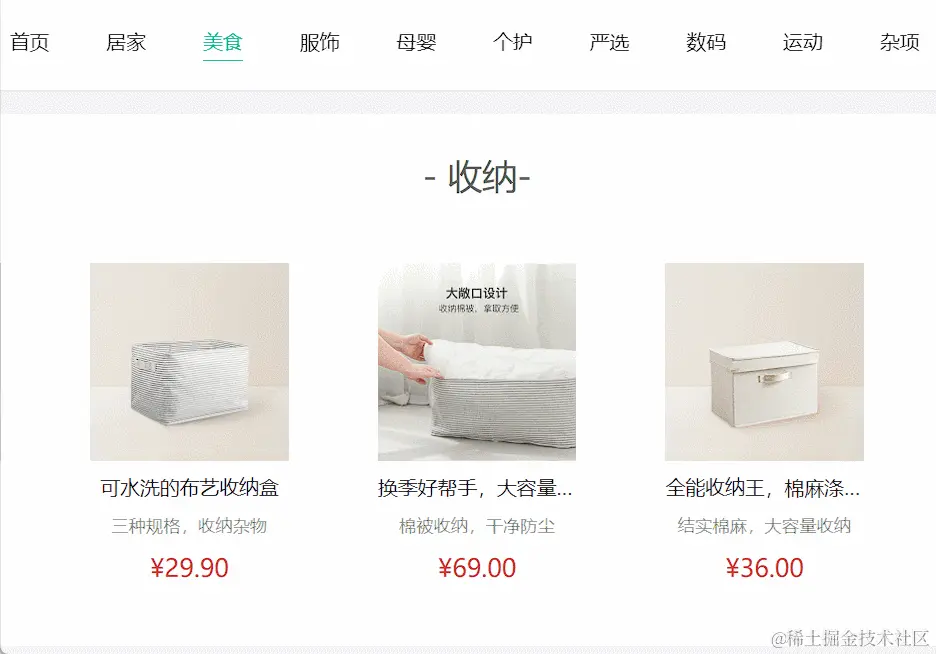 首页 居家 美食 服饰 母婴 个护 严选 数码 运动 杂项
- 收纳-
大敞口设计
收纳棉被，拿取方便
可水洗的布艺收纳盒 换季好帮手，大容量... 全能收纳王，棉麻涤...
三种规格，收纳杂物 棉被收纳，干净防尘 结实棉麻，大容量收纳
¥29.90 ¥69.00 ¥36.00
@稀土掘金技术社区